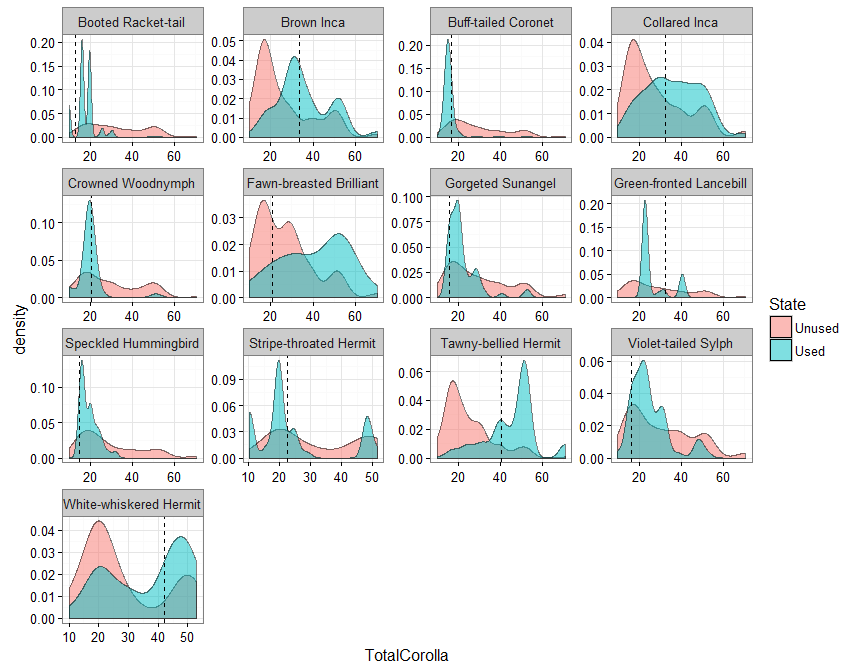 Booted Racket-tail
Brown Inca
Buff-tailed Coronet
Collared Inca
0.20
0.15
0.10
0.05
0.00
20 40 60
0.05
0.04
0.03
0.02
0.01
0.00
20 40 60
0.20
0.15
0.10
0.05
0.00
20 40 60
0.04
0.03
0.02
0.01
0.00
20 40 60
Crowned Woodnymph
Fawn-breasted Brilliant
Gorgeted Sunangel
Green-fronted Lancebill
0.10
0.05
0.00
20 40 60
0.03
0.02
0.01
0.00
20 40 60
0.100
0.075
0.050
0.025
0.000
20 40 60
0.20
0.15
0.10
0.05
0.00
20 40 60
Speckled Hummingbird
Stripe-throated Hermit
Tawny-bellied Hermit
Violet-tailed Sylph
0.10
0.05
0.00
20 40 60
0.09
0.06
0.03
0.00
10 20 30 40 50
0.06
0.04
0.02
0.00
20 40 60
0.06
0.04
0.02
0.00
20 40 60
White-whiskered Hermit
0.04
0.03
0.02
0.01
0.00
10 20 30 40 50
density
TotalCorolla
State
Unused
Used